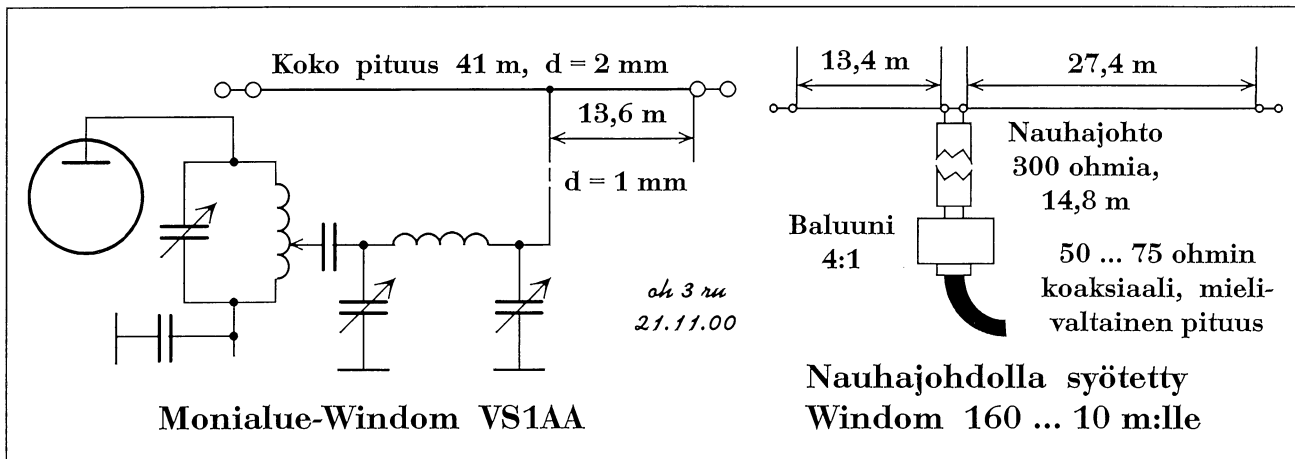 Koko pituus 41 m, d = 2 mm
13,6 m
d = 1 mm
oh 3 ru
21.11.00
Monialue-Windom VS1AA
13,4 m
27,4 m
Nauhajohto
300 ohmia,
14,8 m
Baluuni
4:1
50 ... 75 ohmin
koaksiaali, mieli-
valtainen pituus
Nauhajohdolla syötetty
Windom 160 ... 10 m:lle